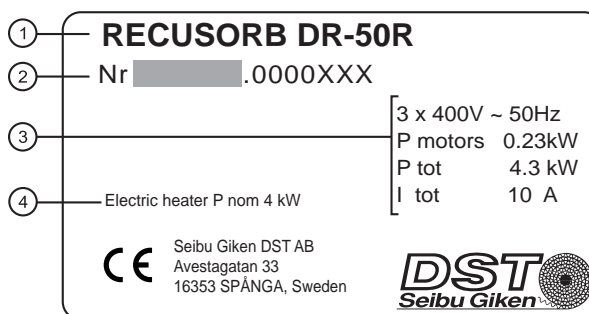 1
RECUSORB DR-50R
2
Nr .0000XXX
3
3 x 400V ~ 50Hz
P motors 0.23kW
P tot 4.3 kW
I tot 10 A
4
Electric heater P nom 4 kW
CE
Seibu Giken DST AB
Avestagatan 33
16353 SPÅNGA, Sweden
DST
Seibu Giken